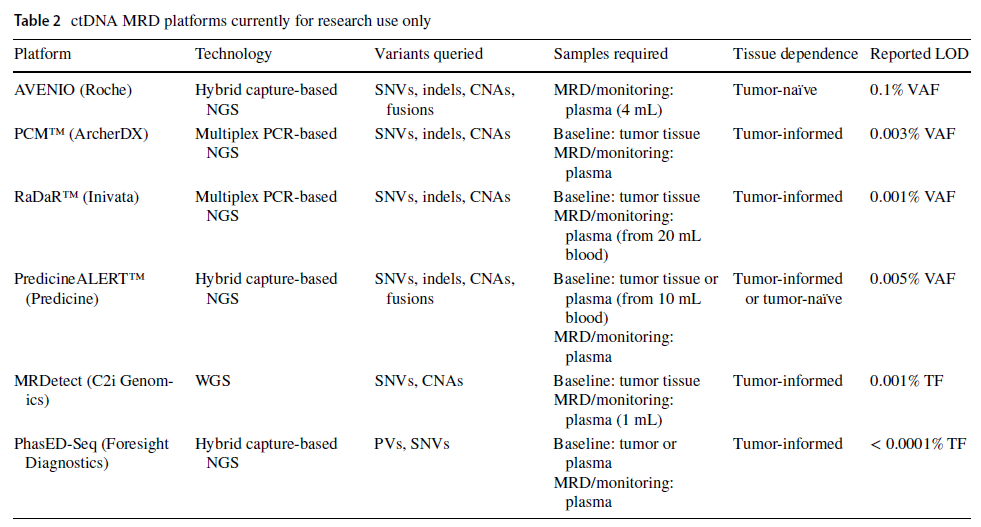 Table 2 ctDNA MRD platforms currently for research use only
Platform Technology Variants queried Samples required Tissue dependence Reported LOD
AVENIO (Roche) Hybrid capture-based SNVs, indels, CNAs, MRD/monitoring: Tumor-naïve 0.1% VAF
NGS fusions plasma (4 mL)
PCM™ (ArcherDX) Multiplex PCR-based SNVs, indels, CNAs Baseline: tumor tissue Tumor-informed 0.003% VAF
NGS MRD/monitoring:
plasma
RaDaR™ (Inivata) Multiplex PCR-based SNVs, indels, CNAs Baseline: tumor tissue Tumor-informed 0.001% VAF
NGS MRD/monitoring:
plasma (from 20 mL
blood)
PredicineALERT™ Hybrid capture-based SNVs, indels, CNAs, Baseline: tumor tissue or Tumor-informed 0.005% VAF
(Predicine) NGS fusions plasma (from 10 mL or tumor-naïve
blood)
MRD/monitoring:
plasma
MRDetect (C2i Genom- WGS SNVs, CNAs Baseline: tumor tissue Tumor-informed 0.001% TF
ics) MRD/monitoring:
plasma (1 mL)
PhasED-Seq (Foresight Hybrid capture-based PVs, SNVs Baseline: tumor or Tumor-informed < 0.0001% TF
Diagnostics) NGS plasma
MRD/monitoring:
plasma